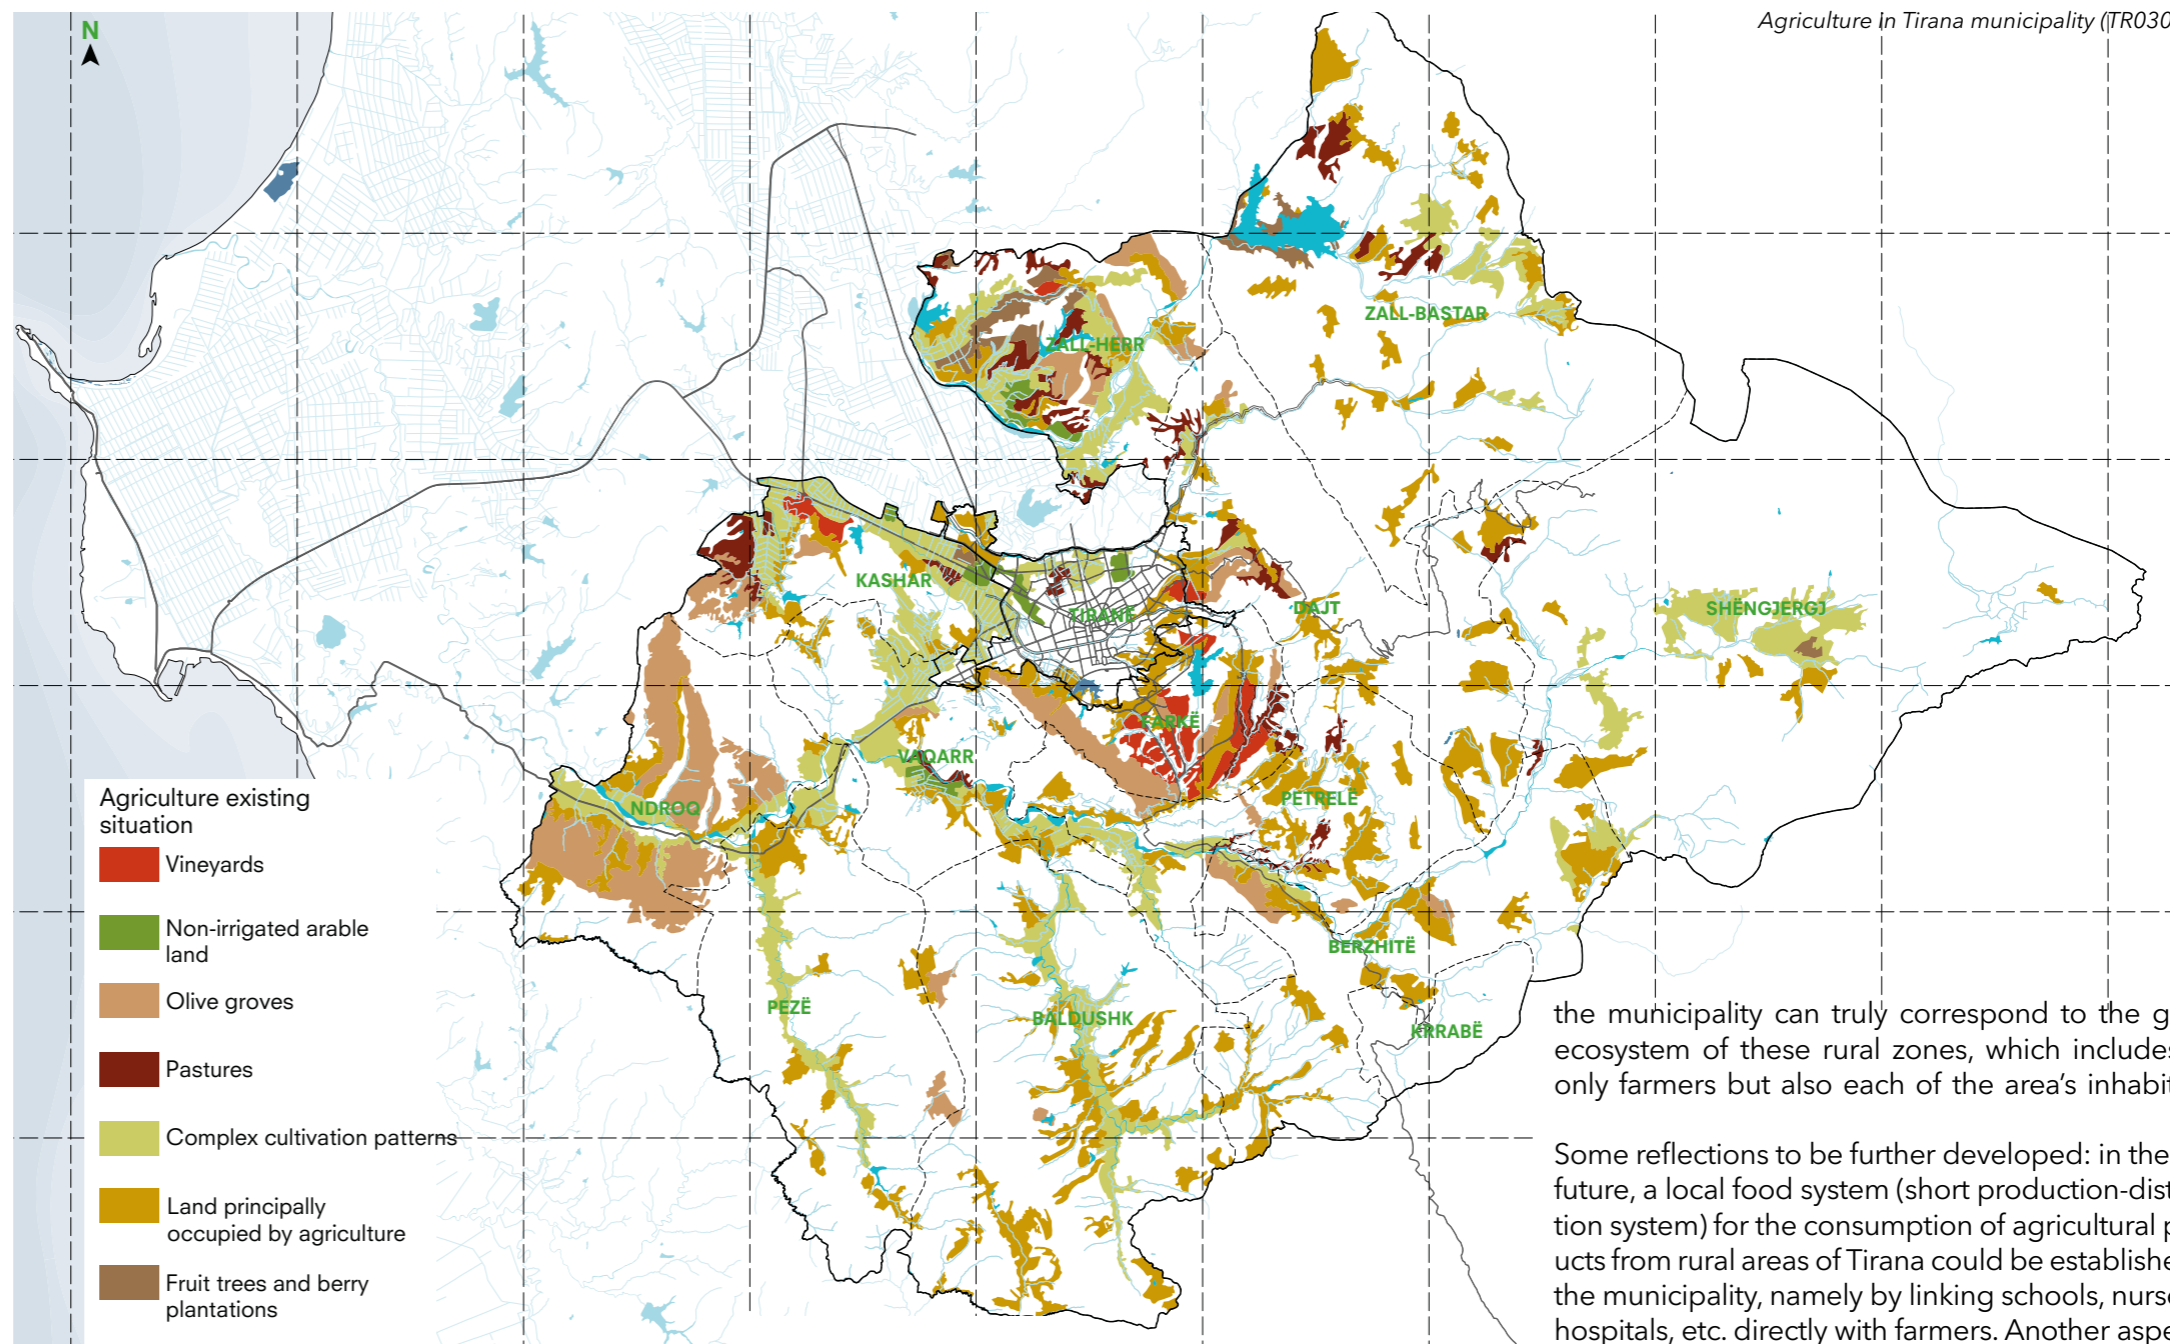 Agriculture in Tirana municipality (TR030
N
ZALL-BASTAR
ZALL-HERR
KASHAR
TIRANË
DAJT
SHËNGJERGJ
FARKË
VAQARR
PETRELË
NDROQ
BERZHITË
PEZË
BALDUSHK
KRRABË
Agriculture existing
situation
Vineyards
Non-irrigated arable
land
Olive groves
Pastures
Complex cultivation patterns
Land principally
occupied by agriculture
Fruit trees and berry
plantations
the municipality can truly correspond to the g
ecosystem of these rural zones, which includes
only farmers but also each of the area’s inhabit
Some reflections to be further developed: in the
future, a local food system (short production-dist
tion system) for the consumption of agricultural p
ucts from rural areas of Tirana could be establishe
the municipality, namely by linking schools, nurse
hospitals, etc. directly with farmers. Another aspe